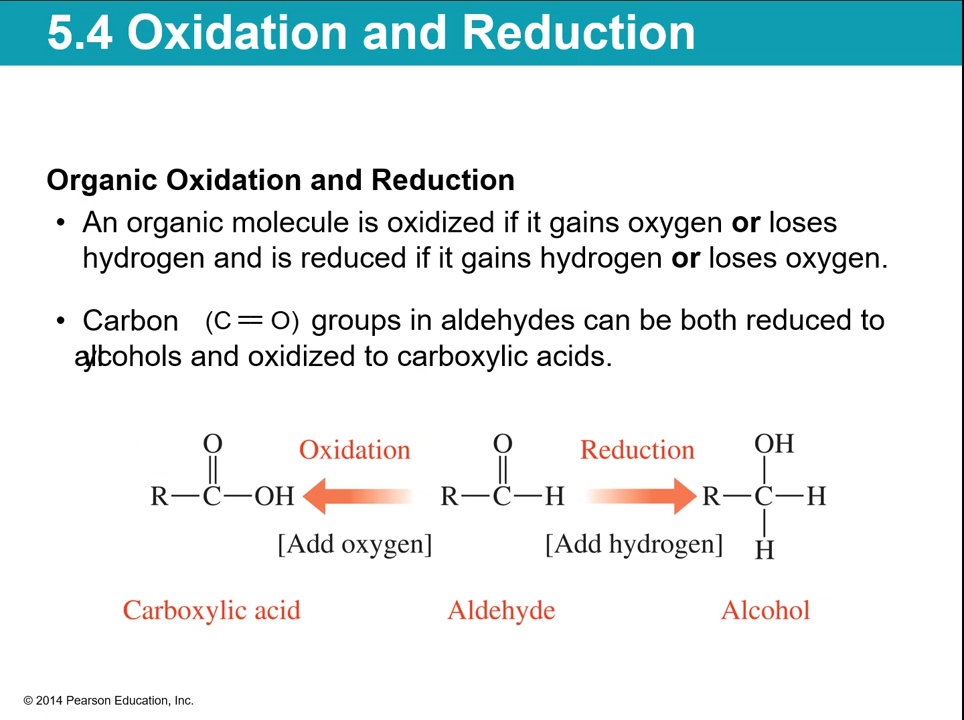 5.4 Oxidation and Reduction
Organic Oxidation and Reduction
• An organic molecule is oxidized if it gains oxygen or loses
hydrogen and is reduced if it gains hydrogen or loses oxygen.
• Carbon (C = O) groups in aldehydes can be both reduced to
alcohols and oxidized to carboxylic acids.
O Oxidation O Reduction OH
R—C—OH R—C—H R—C—H
[Add oxygen] [Add hydrogen] H
Carboxylic acid Aldehyde Alcohol
© 2014 Pearson Education, Inc.